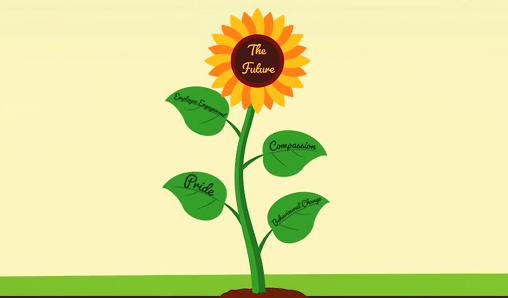 The
Future
Employee Engagement
Compassion
Pride
Behavioural Change